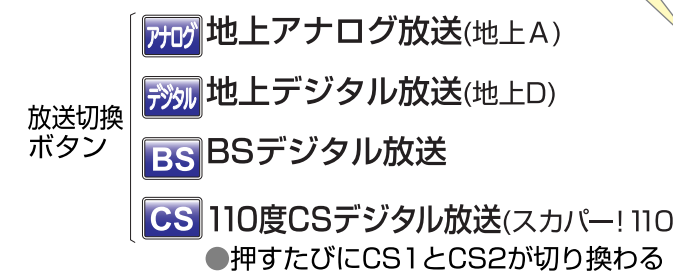 アナログ 地上アナログ放送(地上A)
デジタル 地上デジタル放送(地上D)
放送切換
ボタン
BS BSデジタル放送
CS 110度CSデジタル放送(スカパー!110
●押すたびにCS1とCS2が切り換わる